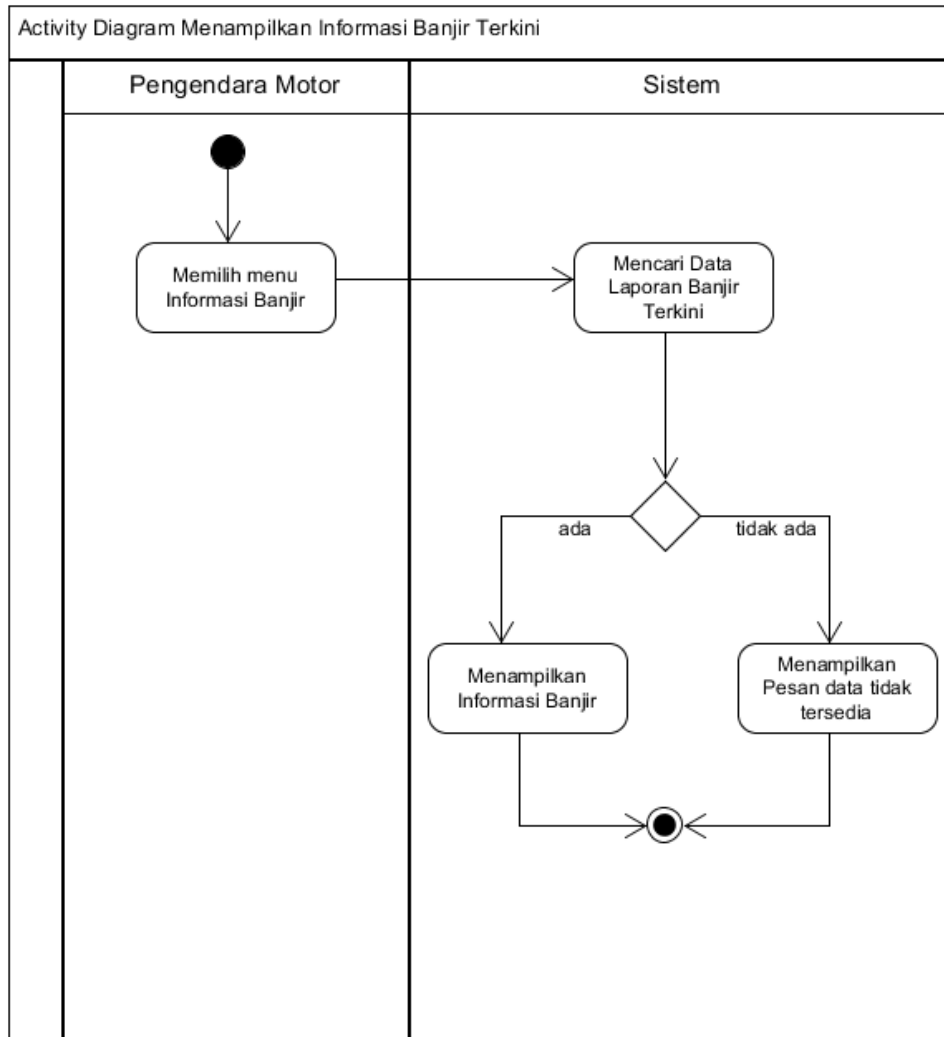 Activity Diagram Menampilkan Informasi Banjir Terkini
Pengendara Motor
Sistem
Memilih menu
Informasi Banjir
Mencari Data
Laporan Banjir
Terkini
ada
tidak ada
Menampilkan
Informasi Banjir
Menampilkan
Pesan data tidak
tersedia